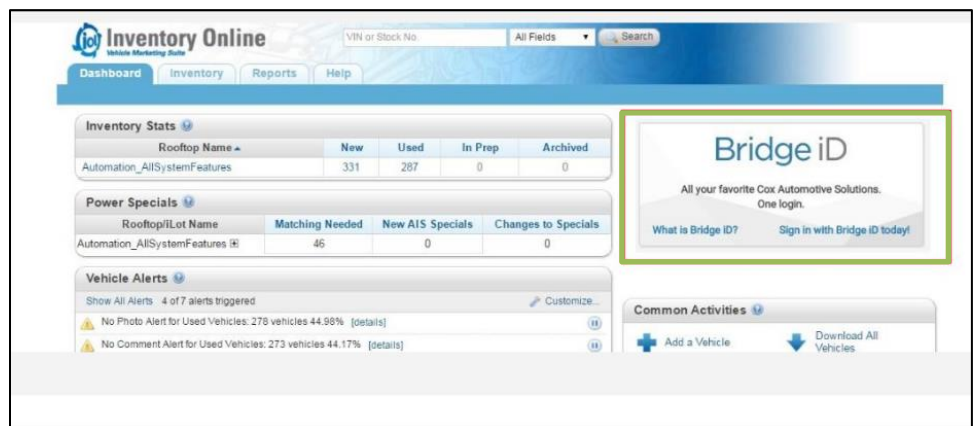 iol Inventory Online
Vehicle Marketing Suite
VIN or Stock No. All Fields Search
Dashboard Inventory Reports Help
Inventory Stats
Rooftop Name New Used In Prep Archived
Automation_AllSystemFeatures 331 287 0 0
Power Specials
Rooftop/iLot Name Matching Needed New AIS Specials Changes to Specials
Automation_AllSystemFeatures 46 0 0
Vehicle Alerts
Show All Alerts 4 of 7 alerts triggered Customize...
No Photo Alert for Used Vehicles: 278 vehicles 44.98% [details]
No Comment Alert for Used Vehicles: 273 vehicles 44.17% [details]
Bridge iD
All your favorite Cox Automotive Solutions.
One login.
What is Bridge iD? Sign in with Bridge iD today!
Common Activities
Add a Vehicle
Download All
Vehicles